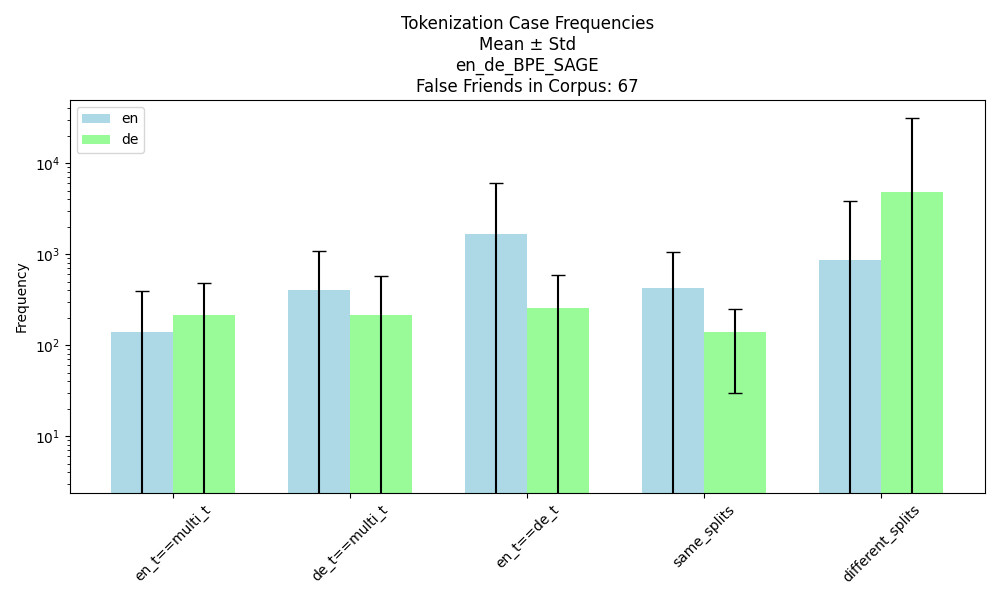 Tokenization Case Frequencies
Mean ± Std
en_de_BPE_SAGE
False Friends in Corpus: 67
en
de
Frequency
10^4
10^3
10^2
10^1
en_t==multi_t
de_t==multi_t
en_t==de_t
same_splits
different_splits